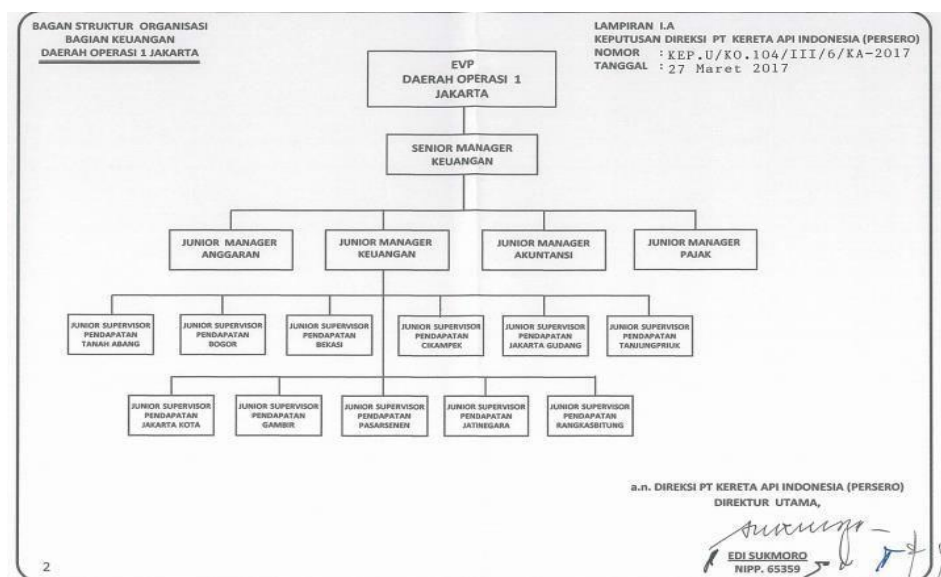 BAGAN STRUKTUR ORGANISASI
BAGIAN KEUANGAN
DAERAH OPERASI 1 JAKARTA
LAMPIRAN I.A
KEPUTUSAN DIREKSI PT KERETA API INDONESIA (PERSERO)
NOMOR : KEP.U/KO.104/III/6/KA-2017
TANGGAL : 27 Maret 2017
EVP
DAERAH OPERASI 1
JAKARTA
SENIOR MANAGER
KEUANGAN
JUNIOR MANAGER
ANGGARAN
JUNIOR MANAGER
KEUANGAN
JUNIOR MANAGER
AKUNTANSI
JUNIOR MANAGER
PAJAK
JUNIOR SUPERVISOR
PENDAPATAN
TANAH ABANG
JUNIOR SUPERVISOR
PENDAPATAN
BOGOR
JUNIOR SUPERVISOR
PENDAPATAN
BEKASI
JUNIOR SUPERVISOR
PENDAPATAN
CIKAMPEK
JUNIOR SUPERVISOR
PENDAPATAN
JAKARTA GUDANG
JUNIOR SUPERVISOR
PENDAPATAN
TANJUNGPRIUK
JUNIOR SUPERVISOR
PENDAPATAN
JAKARTA KOTA
JUNIOR SUPERVISOR
PENDAPATAN
GAMBIR
JUNIOR SUPERVISOR
PENDAPATAN
PASARSENEN
JUNIOR SUPERVISOR
PENDAPATAN
JATINEGARA
JUNIOR SUPERVISOR
PENDAPATAN
RANGKASBITUNG
a.n. DIREKSI PT KERETA API INDONESIA (PERSERO)
DIREKTUR UTAMA,
EDI SUKMORO
NIPP. 65359
2